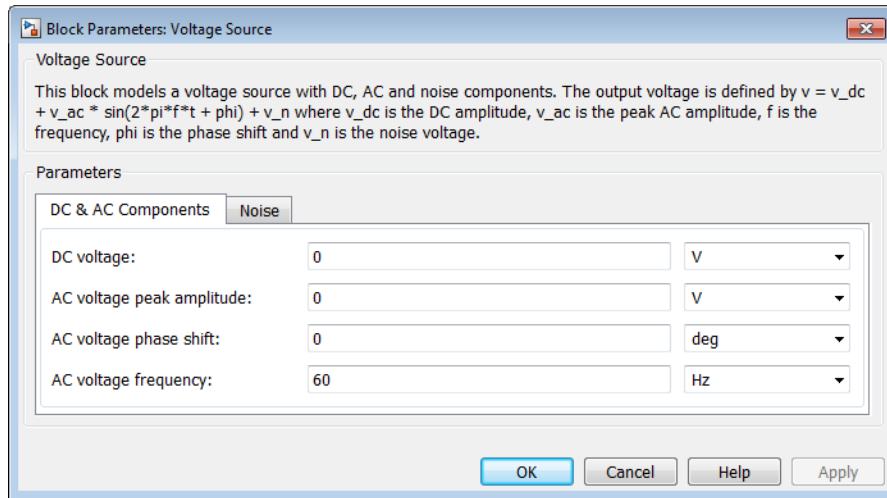 Block Parameters: Voltage Source
Voltage Source
This block models a voltage source with DC, AC and noise components. The output voltage is defined by v = v_dc
+ v_ac * sin(2*pi*f*t + phi) + v_n where v_dc is the DC amplitude, v_ac is the peak AC amplitude, f is the
frequency, phi is the phase shift and v_n is the noise voltage.
Parameters
DC & AC Components Noise
DC voltage: 0 V
AC voltage peak amplitude: 0 V
AC voltage phase shift: 0 deg
AC voltage frequency: 60 Hz
OK Cancel Help Apply